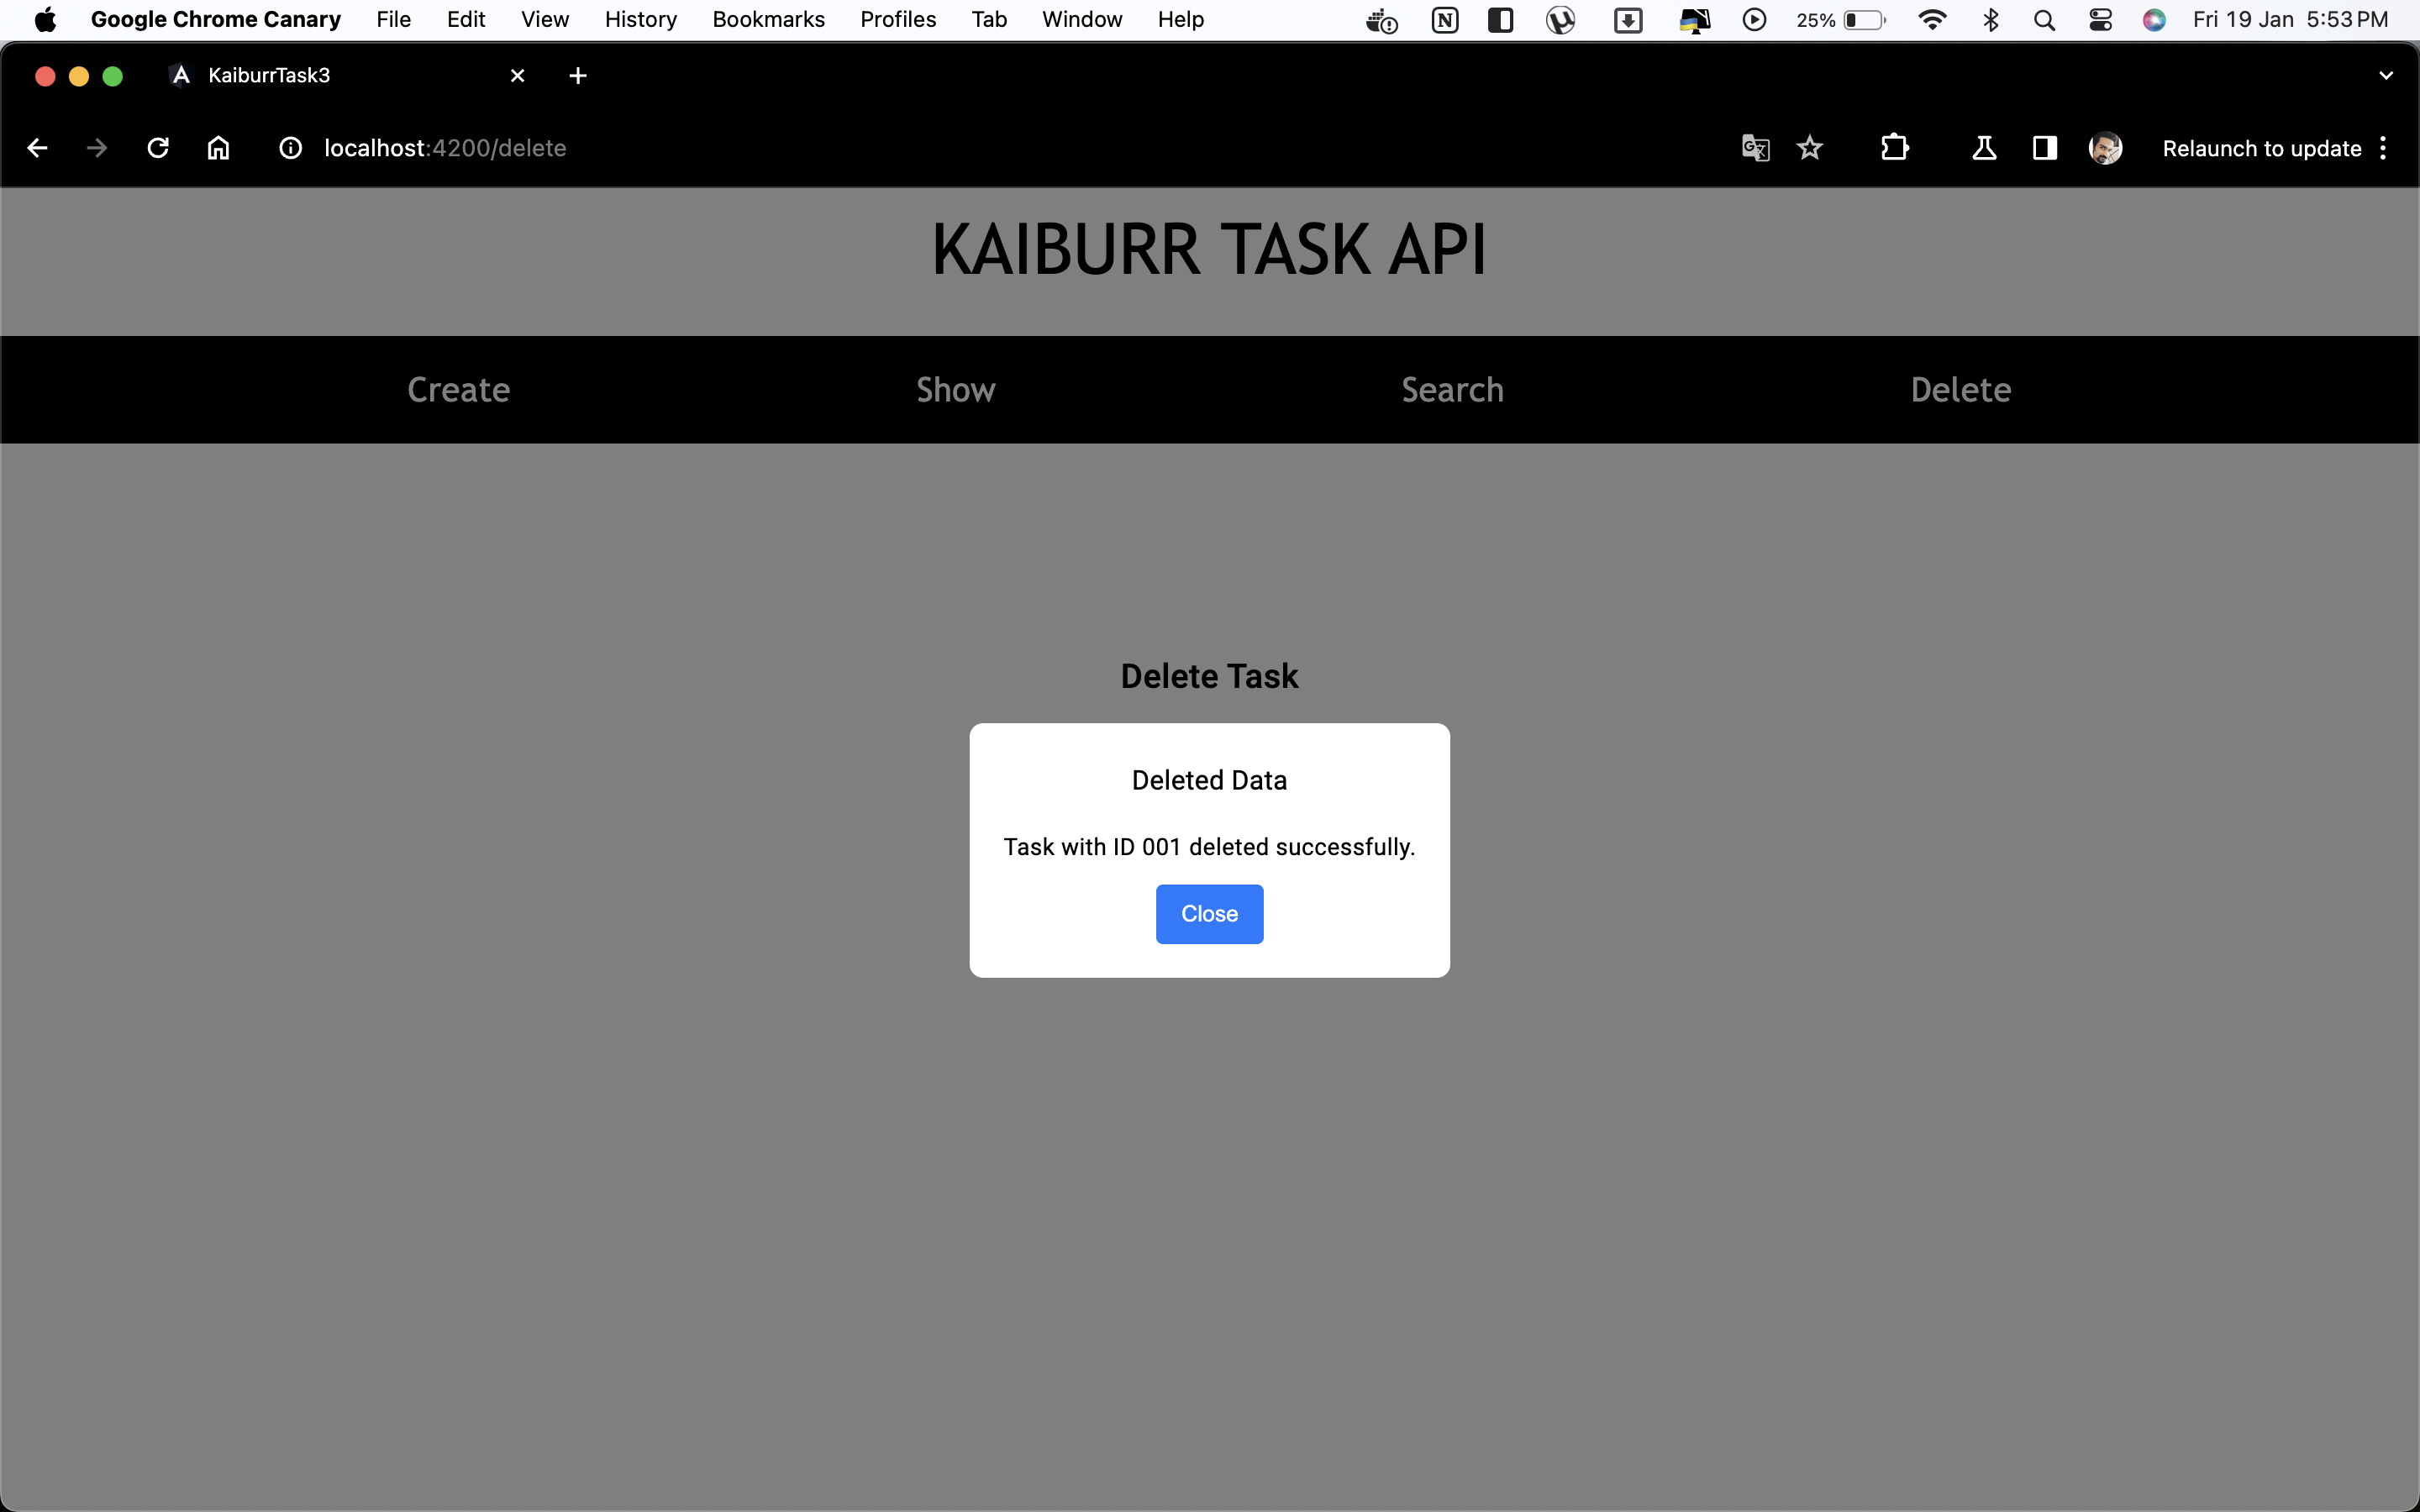 Google Chrome Canary File Edit View History Bookmarks Profiles Tab Window Help 25% Fri 19 Jan 5:53 PM
KaiburrTask3
localhost:4200/delete Relaunch to update
KAIBURR TASK API
Create Show Search Delete
Delete Task
Deleted Data
Task with ID 001 deleted successfully.
Close